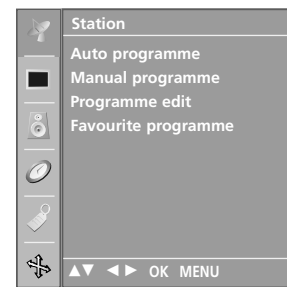 Station
Auto programme
Manual programme
Programme edit
Favourite programme
▲▼ ◄► OK MENU